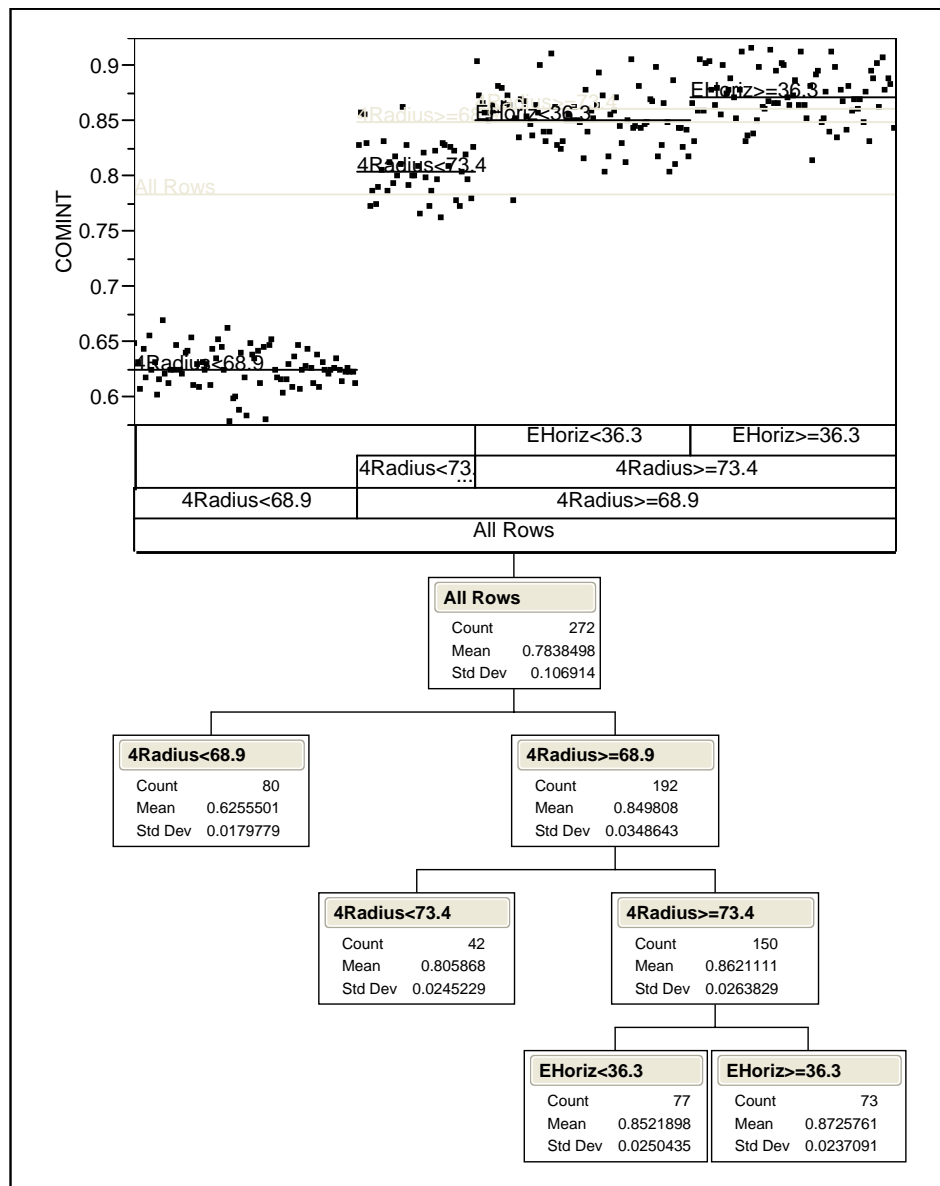 0.9
0.85
0.8
0.75
0.7
0.65
0.6
COMINT
All Rows
4Radius<68.9
4Radius>=68.9
4Radius<73.4
4Radius>=73.4
EHoriz<36.3
EHoriz>=36.3
EHoriz<36.3 EHoriz>=36.3
4Radius<73.... 4Radius>=73.4
4Radius<68.9 4Radius>=68.9
All Rows
All Rows
Count 272
Mean 0.7838498
Std Dev 0.106914
4Radius<68.9
Count 80
Mean 0.6255501
Std Dev 0.0179779
4Radius>=68.9
Count 192
Mean 0.849808
Std Dev 0.0348643
4Radius<73.4
Count 42
Mean 0.805868
Std Dev 0.0245229
4Radius>=73.4
Count 150
Mean 0.8621111
Std Dev 0.0263829
EHoriz<36.3
Count 77
Mean 0.8521898
Std Dev 0.0250435
EHoriz>=36.3
Count 73
Mean 0.8725761
Std Dev 0.0237091